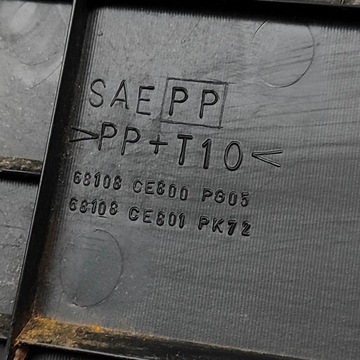 SAE PP
>PP+T10<
68108 CE800 PS05
68108 CE801 PK72